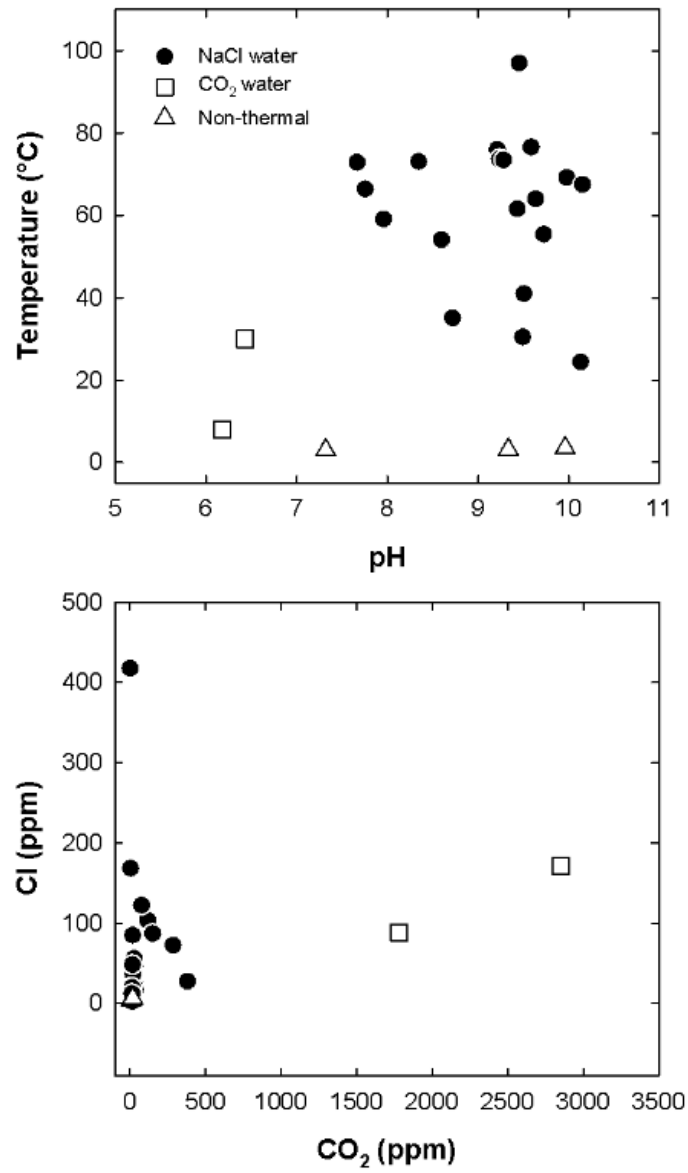 100
80
60
40
20
0
Temperature (°C)
NaCl water
CO₂ water
Non-thermal
5 6 7 8 9 10 11
pH
500
400
300
200
100
0
Cl (ppm)
0 500 1000 1500 2000 2500 3000 3500
CO₂ (ppm)